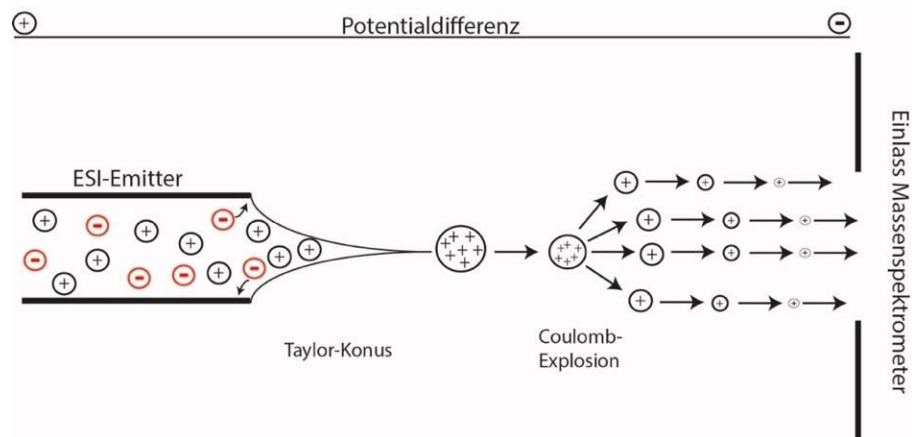 Potentialdifferenz
ESI-Emitter
Taylor-Konus
Coulomb-
Explosion
Einlass Massenspektrometer